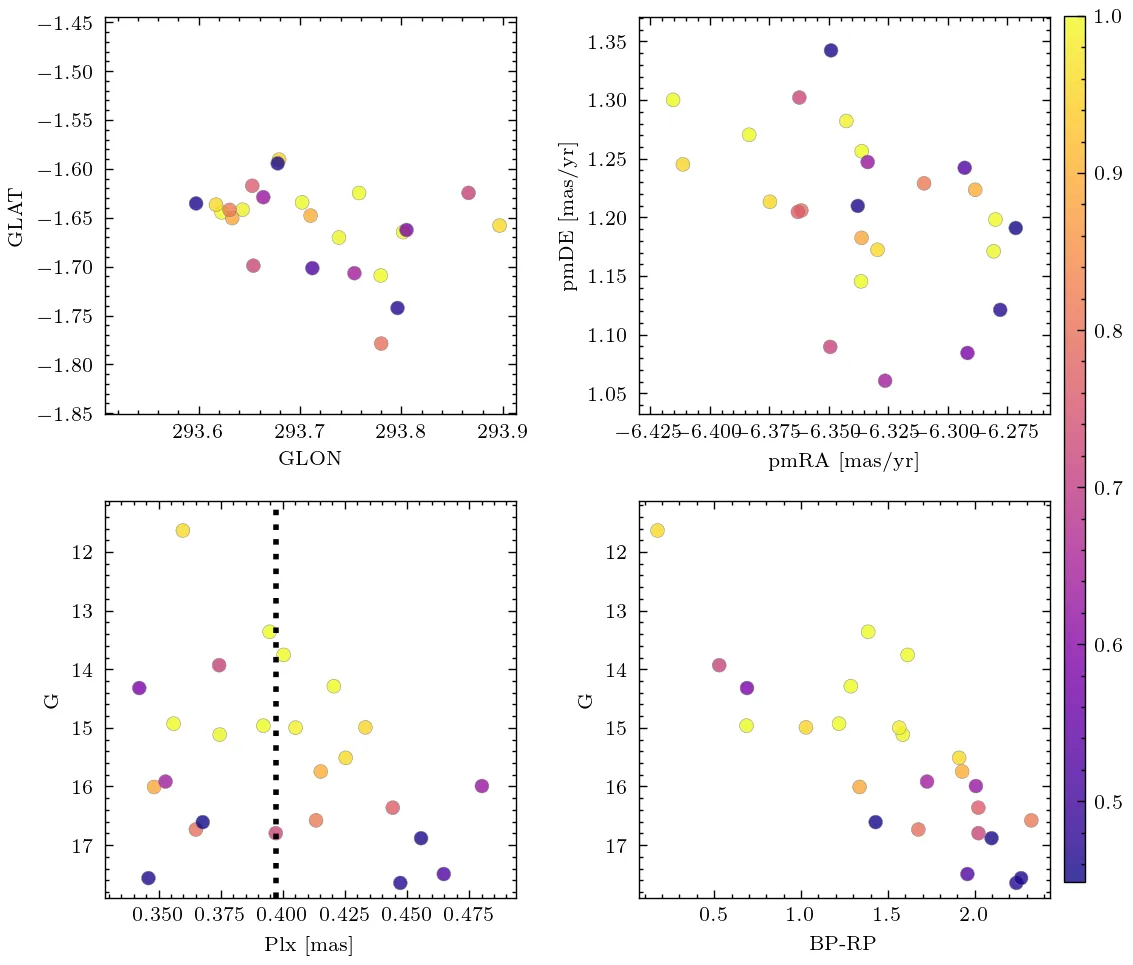 −1.45
−1.50
−1.55
−1.60
−1.65
−1.70
−1.75
−1.80
−1.85
GLAT
293.6 293.7 293.8 293.9
GLON
1.35
1.30
1.25
1.20
1.15
1.10
1.05
pmDE [mas/yr]
−6.425 −6.400 −6.375 −6.350 −6.325 −6.300 −6.275
pmRA [mas/yr]
12
13
14
15
16
17
G
0.350 0.375 0.400 0.425 0.450 0.475
Plx [mas]
12
13
14
15
16
17
G
0.5 1.0 1.5 2.0
BP-RP
1.0
0.9
0.8
0.7
0.6
0.5